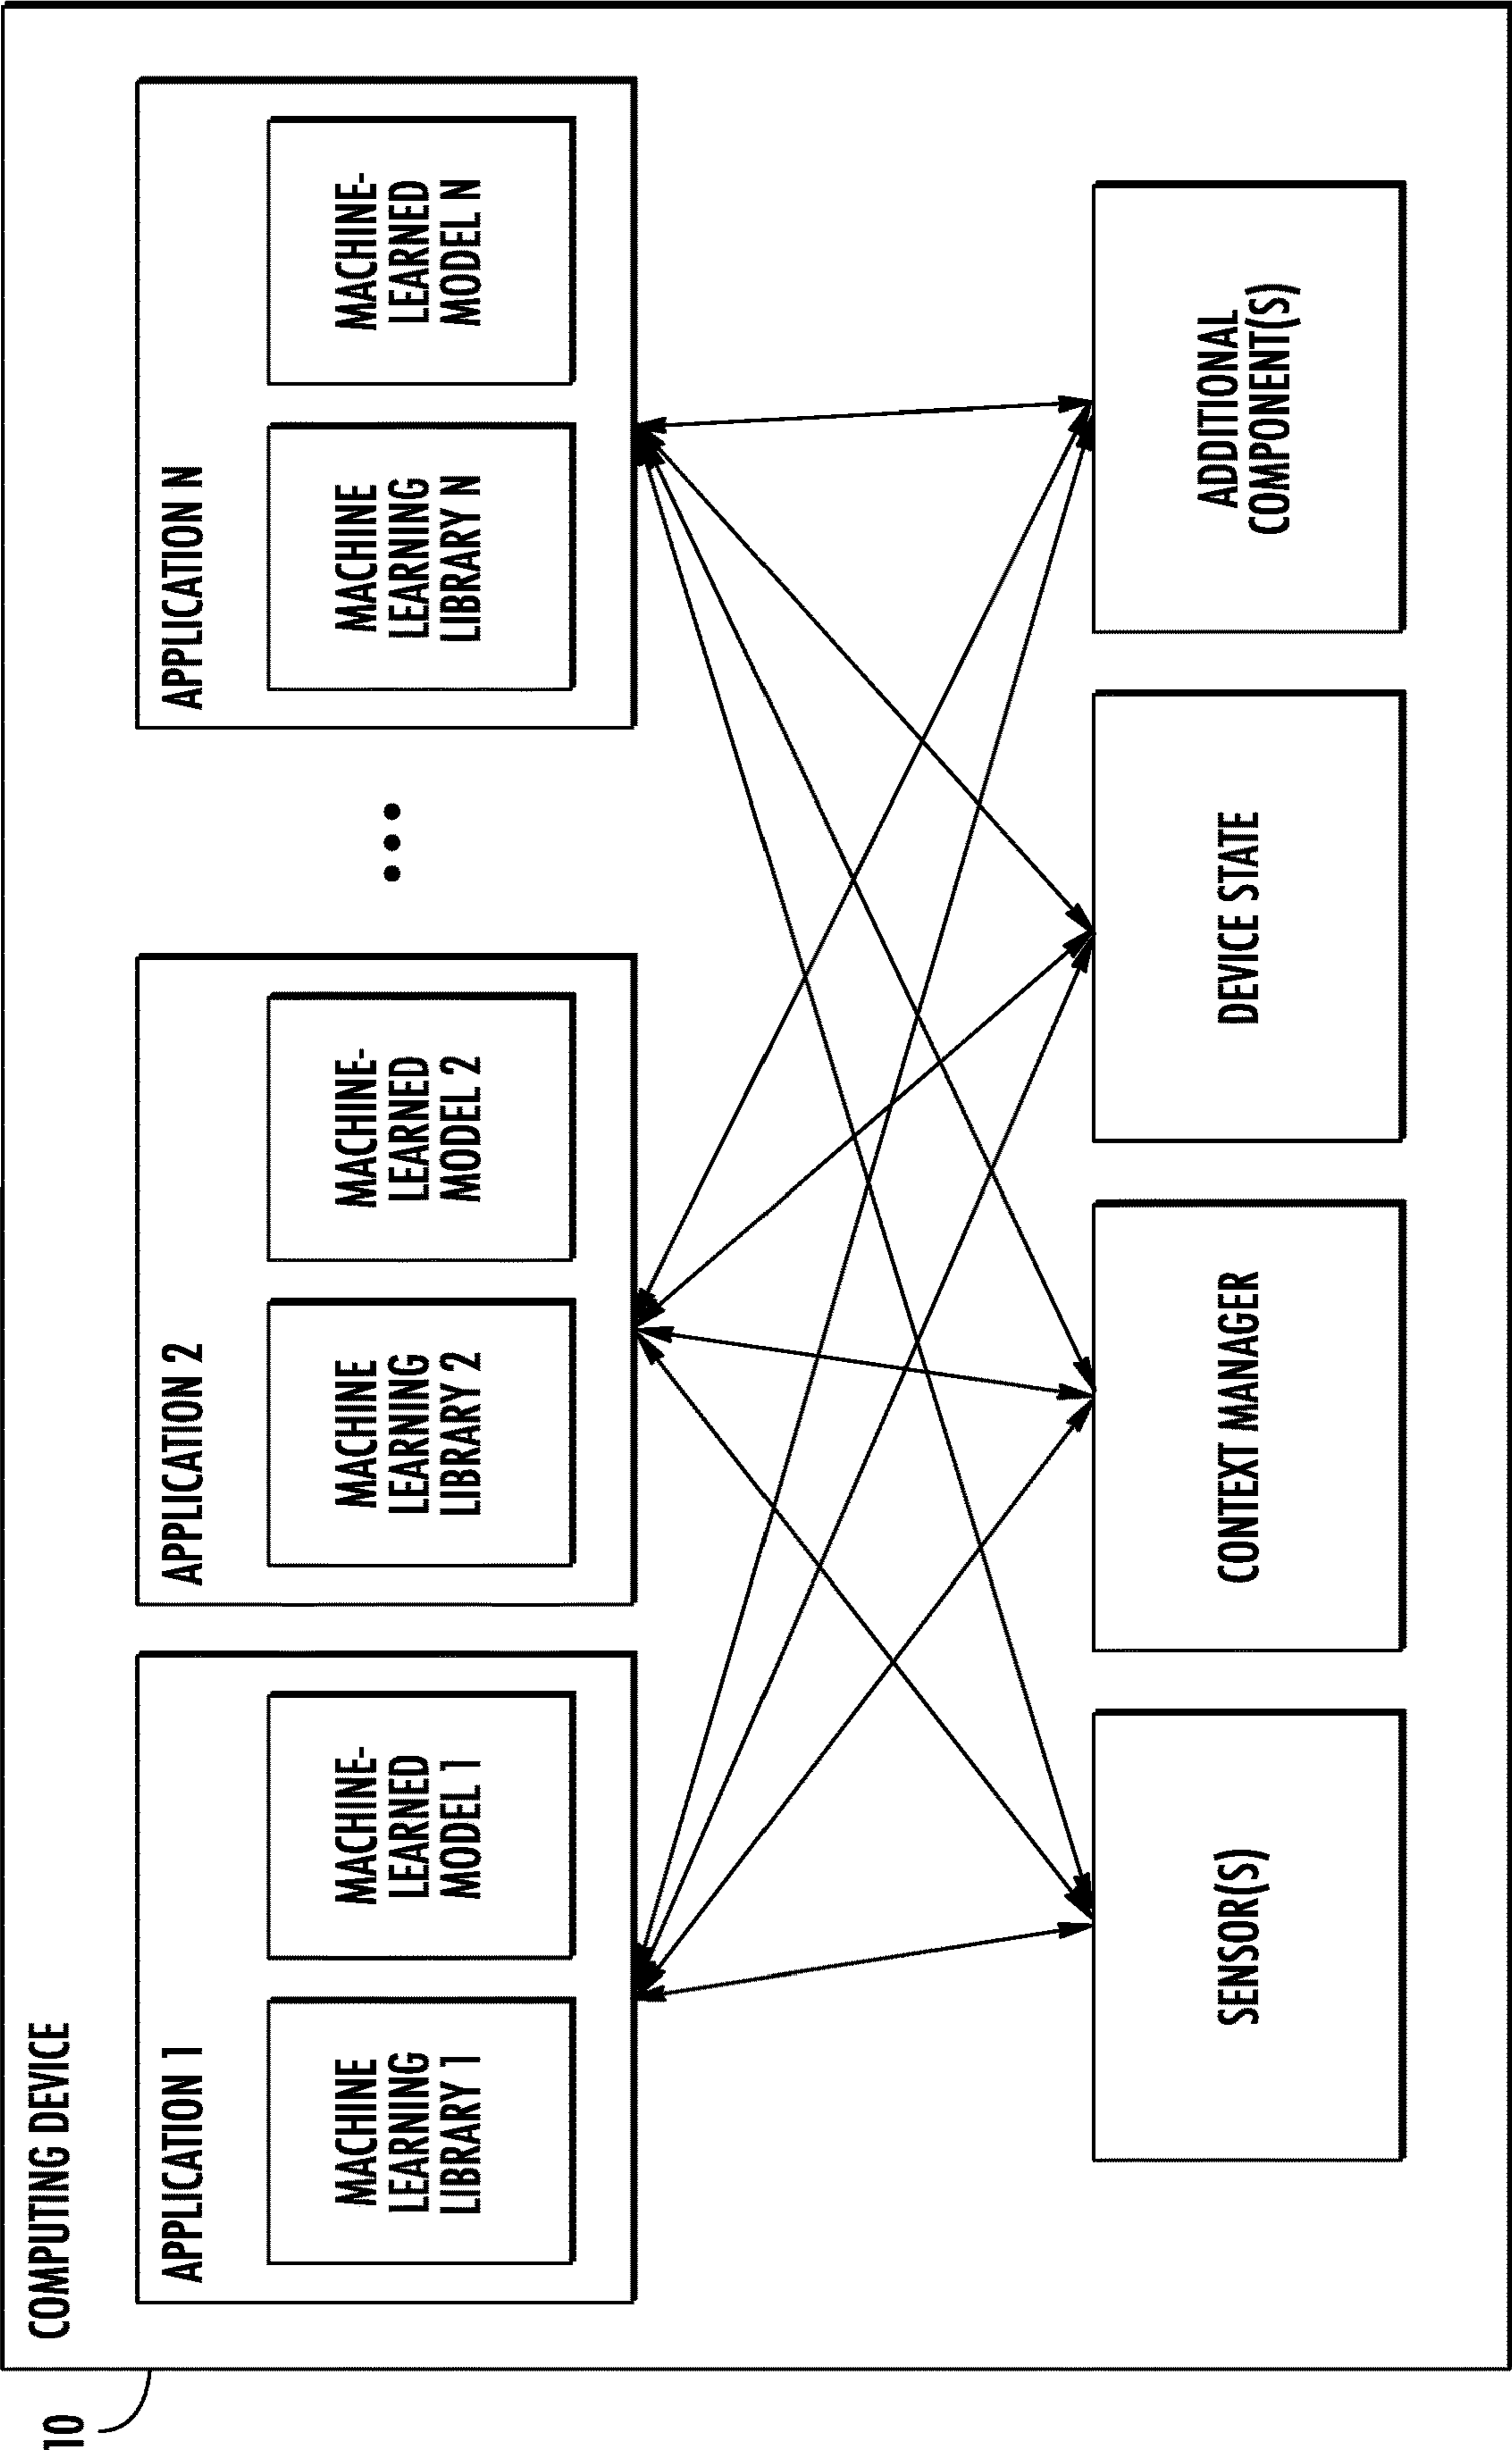 10
COMPUTING DEVICE
APPLICATION 1
MACHINE
LEARNING
LIBRARY 1
MACHINE-
LEARNED
MODEL 1
APPLICATION 2
MACHINE
LEARNING
LIBRARY 2
MACHINE-
LEARNED
MODEL 2
APPLICATION N
MACHINE
LEARNING
LIBRARY N
MACHINE-
LEARNED
MODEL N
SENSOR(S)
CONTEXT MANAGER
DEVICE STATE
ADDITIONAL
COMPONENT(S)